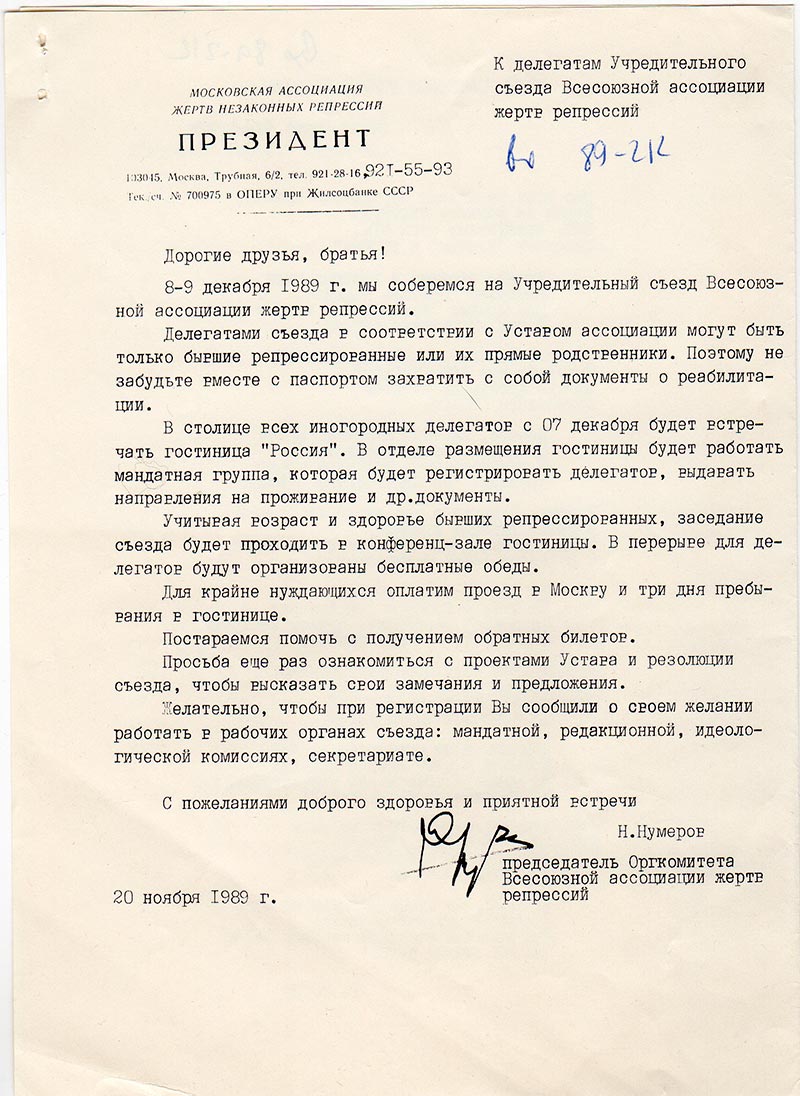 МОСКОВСКАЯ АССОЦИАЦИЯ
ЖЕРТВ НЕЗАКОННЫХ РЕПРЕССИЙ
ПРЕЗИДЕНТ
103045, Москва, Трубная, 6/2, тел. 921-28-16, 921-55-93
Тек. сч. № 700975 в ОПЕРУ при Жилсоцбанке СССР
К делегатам Учредительного
съезда Всесоюзной ассоциации
жертв репрессий
89-212
Дорогие друзья, братья!
8-9 декабря 1989 г. мы соберемся на Учредительный съезд Всесоюз-
ной ассоциации жертв репрессий.
Делегатами съезда в соответствии с Уставом ассоциации могут быть
только бывшие репрессированные или их прямые родственники. Поэтому не
забудьте вместе с паспортом захватить с собой документы о реабилита-
ции.
В столице всех иногородних делегатов с 07 декабря будет встре-
чать гостиница "Россия". В отделе размещения гостиницы будет работать
мандатная группа, которая будет регистрировать делегатов, выдавать
направления на проживание и др.документы.
Учитывая возраст и здоровье бывших репрессированных, заседание
съезда будет проходить в конференц-зале гостиницы. В перерыве для де-
легатов будут организованы бесплатные обеды.
Для крайне нуждающихся оплатим проезд в Москву и три дня пребы-
вания в гостинице.
Постараемся помочь с получением обратных билетов.
Просьба еще раз ознакомиться с проектами Устава и резолюции
съезда, чтобы высказать свои замечания и предложения.
Желательно, чтобы при регистрации Вы сообщили о своем желании
работать в рабочих органах съезда: мандатной, редакционной, идеоло-
гической комиссиях, секретариате.
С пожеланиями доброго здоровья и приятной встречи
Н.Нумеров
председатель Оргкомитета
Всесоюзной ассоциации жертв
репрессий
20 ноября 1989 г.